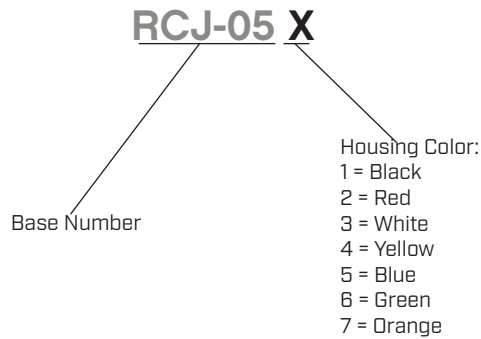 RCJ-05 X
Housing Color:
1 = Black
2 = Red
3 = White
4 = Yellow
5 = Blue
6 = Green
7 = Orange
Base Number